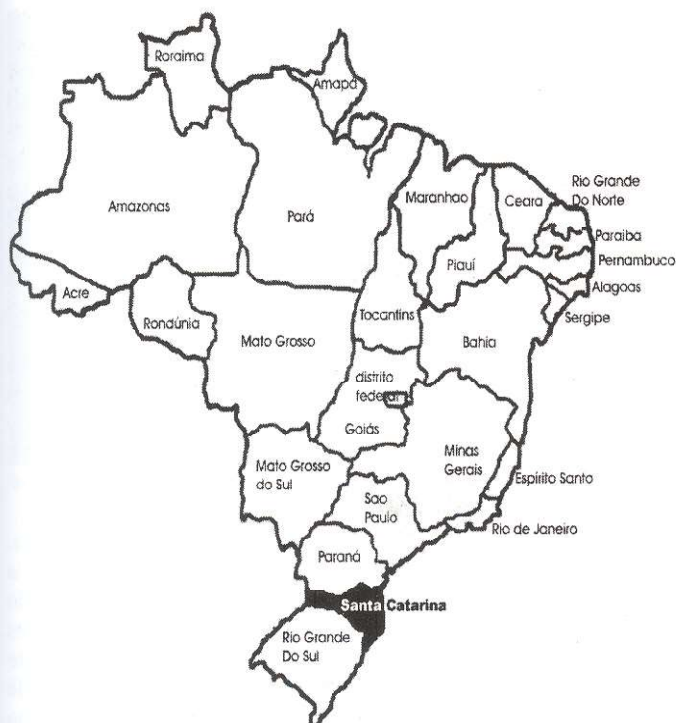 Roraima
Amapá
Amazonas
Pará
Maranhao
Ceara
Rio Grande
Do Norte
Paraiba
Pernambuco
Alagoas
Sergipe
Piauí
Acre
Rondúnia
Mato Grosso
Tocantins
Bahia
distrito
federal
Goiás
Minas
Gerais
Espirito Santo
Mato Grosso
do Sul
Sao
Paulo
Rio de Janeiro
Paraná
Santa Catarina
Rio Grande
Do Sul